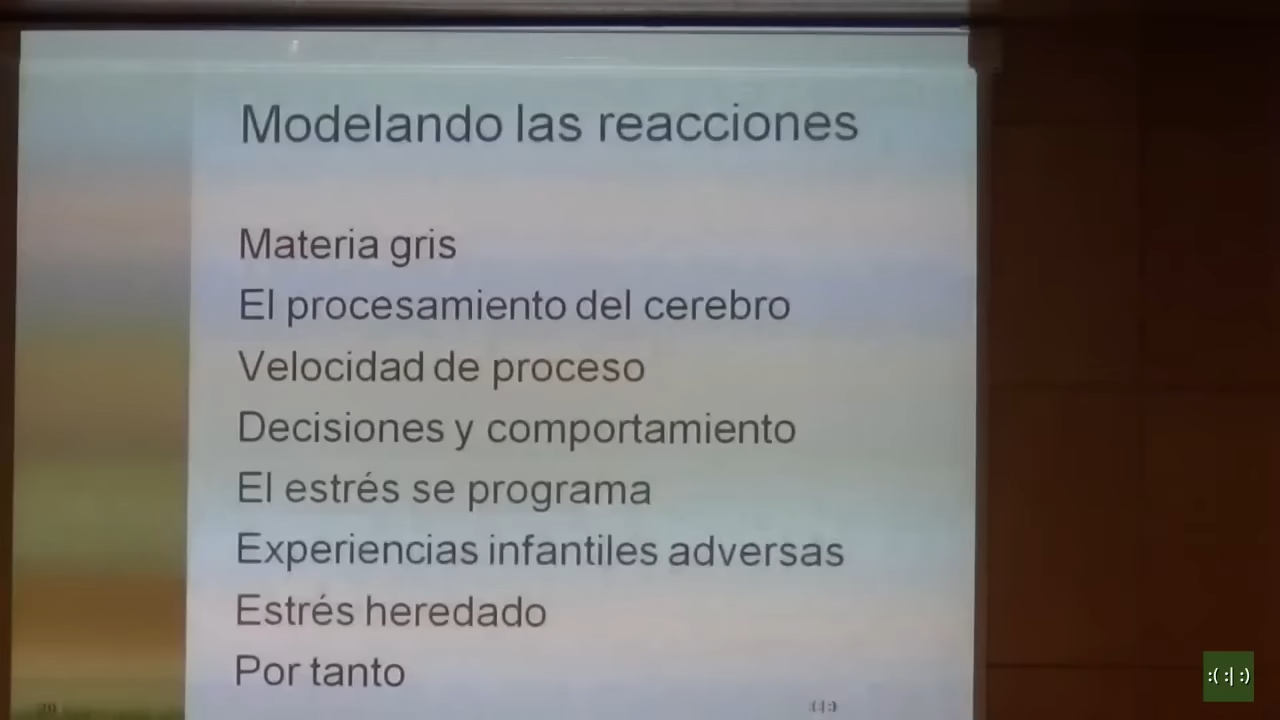 Modelando las reacciones
Materia gris
El procesamiento del cerebro
Velocidad de proceso
Decisiones y comportamiento
El estrés se programa
Experiencias infantiles adversas
Estrés heredado
Por tanto
:( :| :)